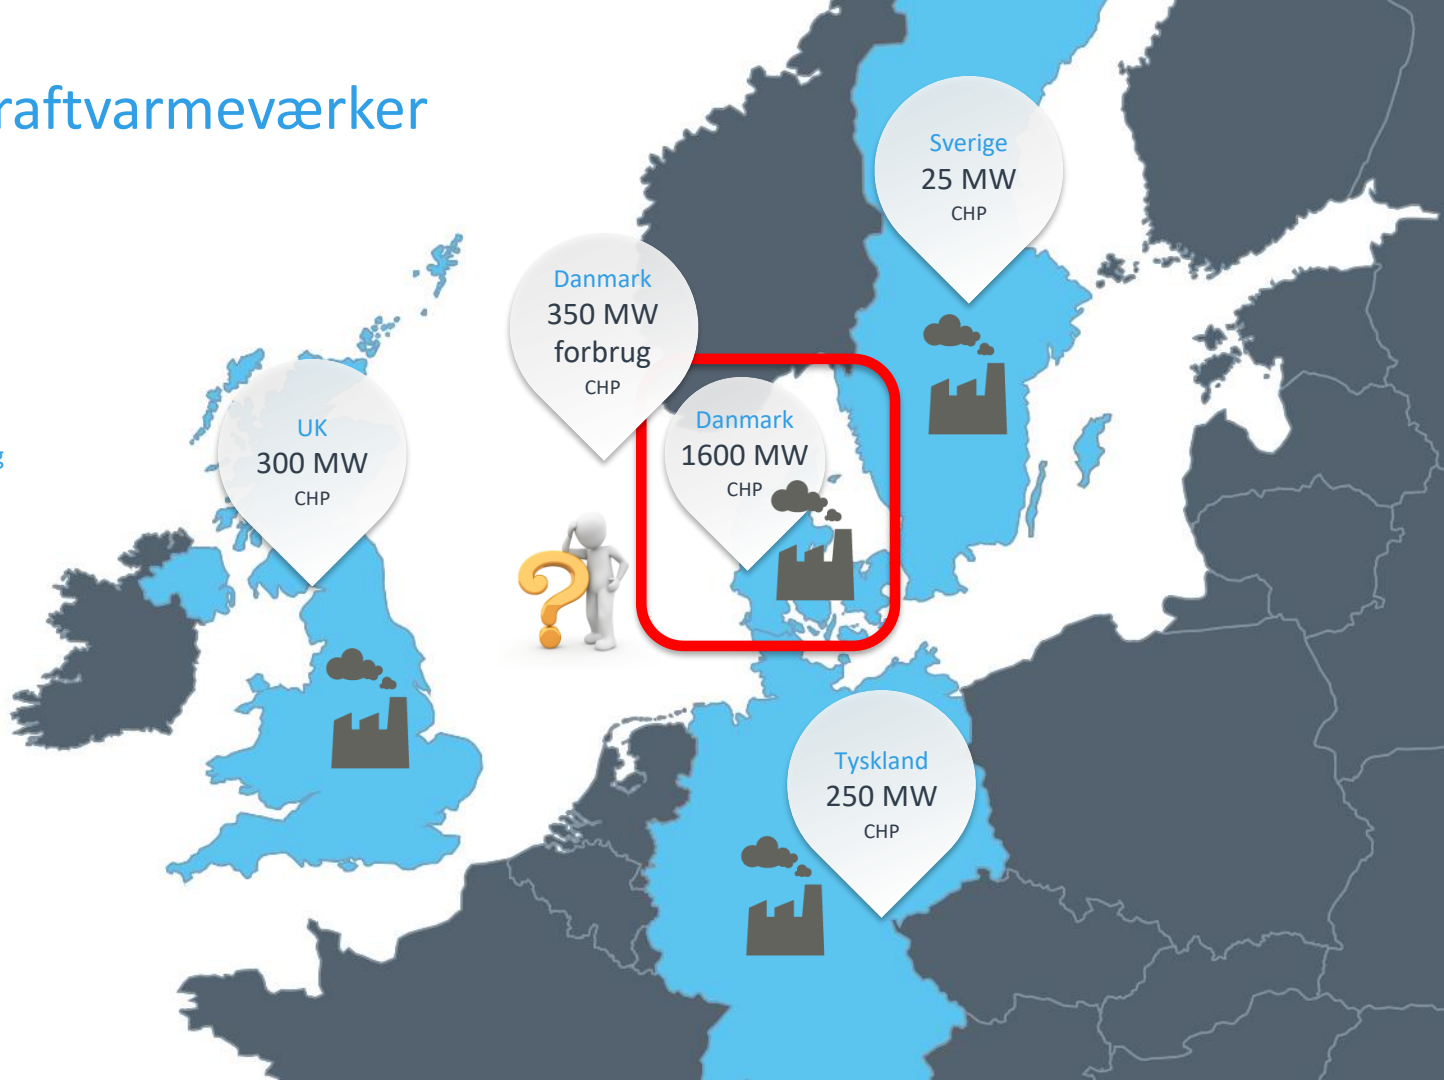 raftvarmeværker
Sverige
25 MW
CHP
Danmark
350 MW
forbrug
CHP
Danmark
1600 MW
CHP
UK
300 MW
CHP
g
Tyskland
250 MW
CHP